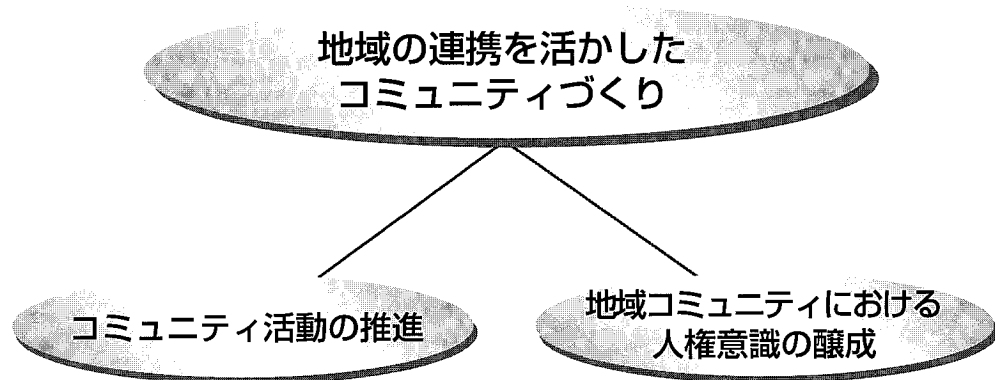 地域の連携を活かした
コミュニティづくり
コミュニティ活動の推進
地域コミュニティにおける
人権意識の醸成